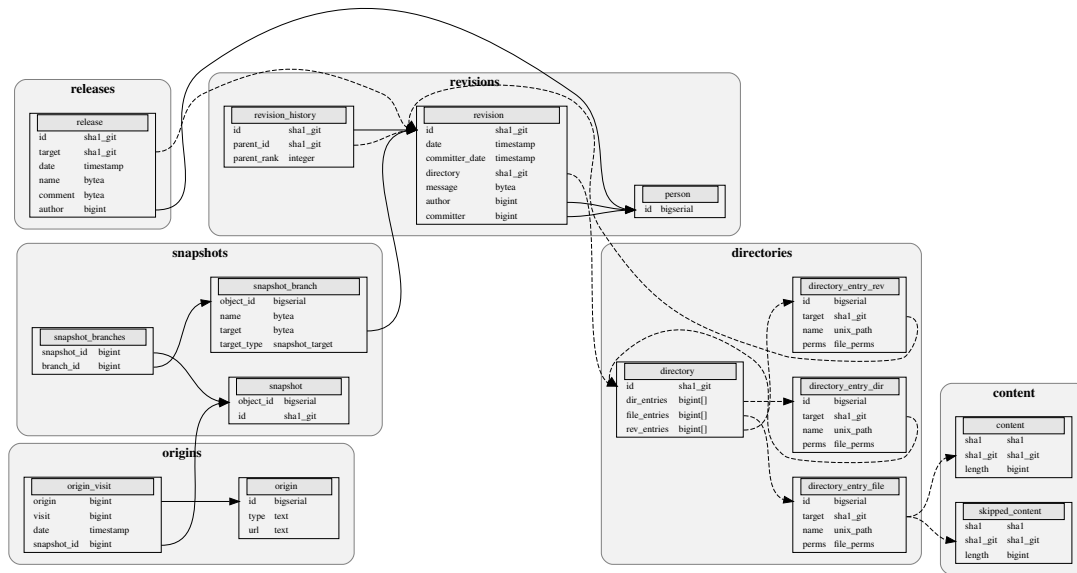 releases
release
id sha1_git
target sha1_git
date timestamp
name bytea
comment bytea
author bigint
revisions
revision_history
id sha1_git
parent_id sha1_git
parent_rank integer
revision
id sha1_git
date timestamp
committer_date timestamp
directory sha1_git
message bytea
author bigint
committer bigint
person
id bigserial
snapshots
snapshot_branches
snapshot_id bigint
branch_id bigint
snapshot_branch
object_id bigserial
name bytea
target bytea
target_type snapshot_target
snapshot
object_id bigserial
id sha1_git
origins
origin_visit
origin bigint
visit bigint
date timestamp
snapshot_id bigint
origin
id bigserial
type text
url text
directories
directory
id sha1_git
dir_entries bigint[]
file_entries bigint[]
rev_entries bigint[]
directory_entry_rev
id bigserial
target sha1_git
name unix_path
perms file_perms
directory_entry_dir
id bigserial
target sha1_git
name unix_path
perms file_perms
directory_entry_file
id bigserial
target sha1_git
name unix_path
perms file_perms
content
content
sha1 sha1
sha1_git sha1_git
length bigint
skipped_content
sha1 sha1
sha1_git sha1_git
length bigint